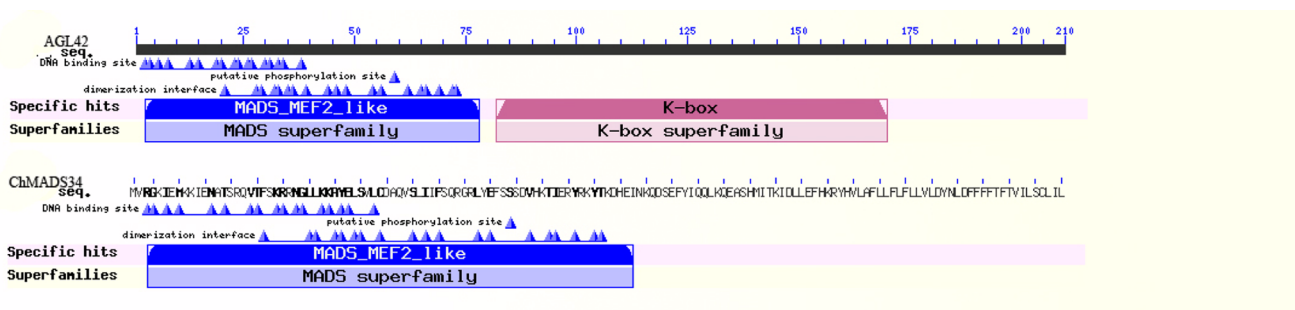 1 25 50 75 100 125 150 175 200 210
AGL42
seq.
DNA binding site
putative phosphorylation site
dimerization interface
Specific hits MADS_MEF2_like K-box
Superfamilies MADS superfamily K-box superfamily
ChMADS34
seq. MVRGKIEMKKIENATSRQVTFSKRRNGLLKKAYELSVLCDAQVSLIIFSQRGRLYEFSSSDVHKTIERYRKYTKDHEINKQDSEFYIQQLKQEASHMITKIDLLEFHKRYHVLAFLLFLFLLVLDYNLDFFFFTFTVILSCLIL
DNA binding site
putative phosphorylation site
dimerization interface
Specific hits MADS_MEF2_like
Superfamilies MADS superfamily